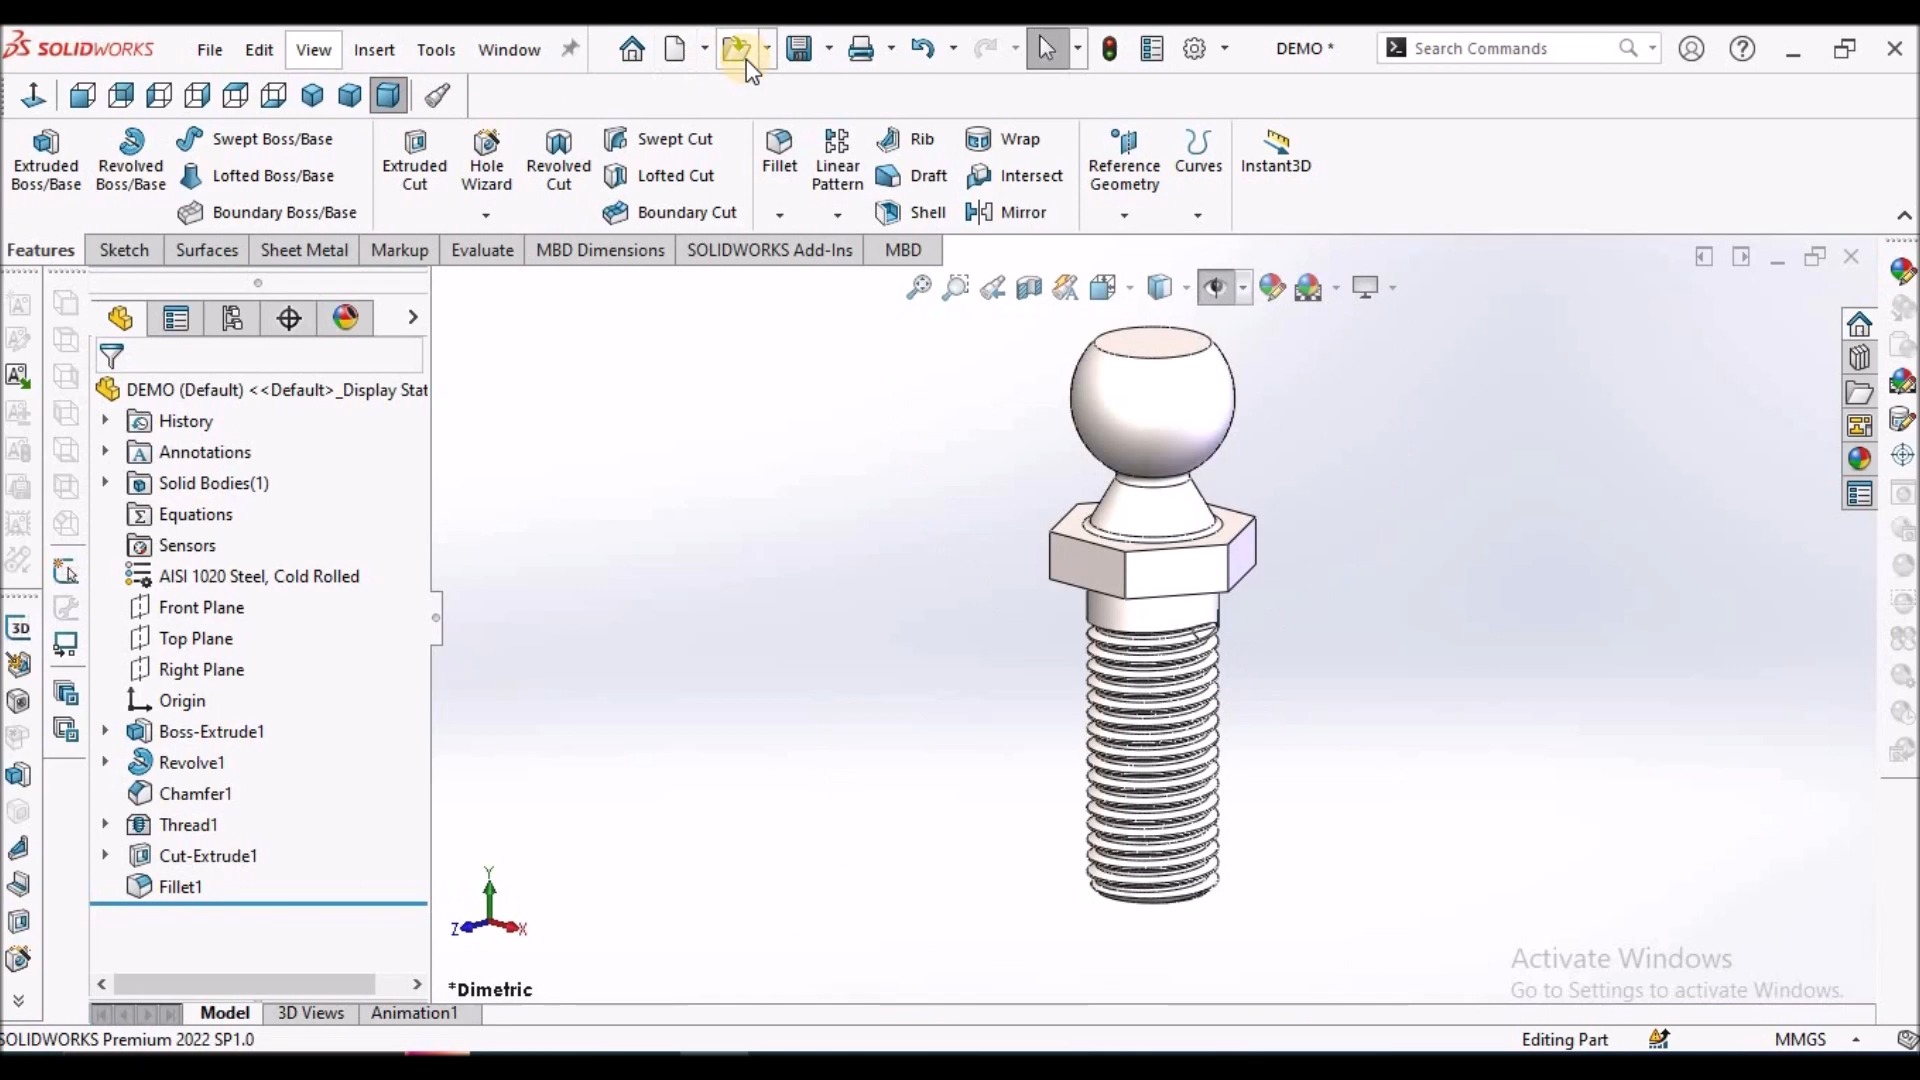 SOLIDWORKS File Edit View Insert Tools Window DEMO * Search Commands
Extruded Boss/Base
Revolved Boss/Base
Swept Boss/Base
Lofted Boss/Base
Boundary Boss/Base
Extruded Cut
Hole Wizard
Revolved Cut
Swept Cut
Lofted Cut
Boundary Cut
Fillet
Linear Pattern
Rib
Draft
Shell
Wrap
Intersect
Mirror
Reference Geometry
Curves
Instant3D
Features Sketch Surfaces Sheet Metal Markup Evaluate MBD Dimensions SOLIDWORKS Add-Ins MBD
DEMO (Default) <<Default>_Display Stat
History
Annotations
Solid Bodies(1)
Equations
Sensors
AISI 1020 Steel, Cold Rolled
Front Plane
Top Plane
Right Plane
Origin
Boss-Extrude1
Revolve1
Chamfer1
Thread1
Cut-Extrude1
Fillet1
3D
Y
Z X
*Dimetric
Activate Windows
Go to Settings to activate Windows.
Model 3D Views Animation1
SOLIDWORKS Premium 2022 SP1.0 Editing Part MMGS